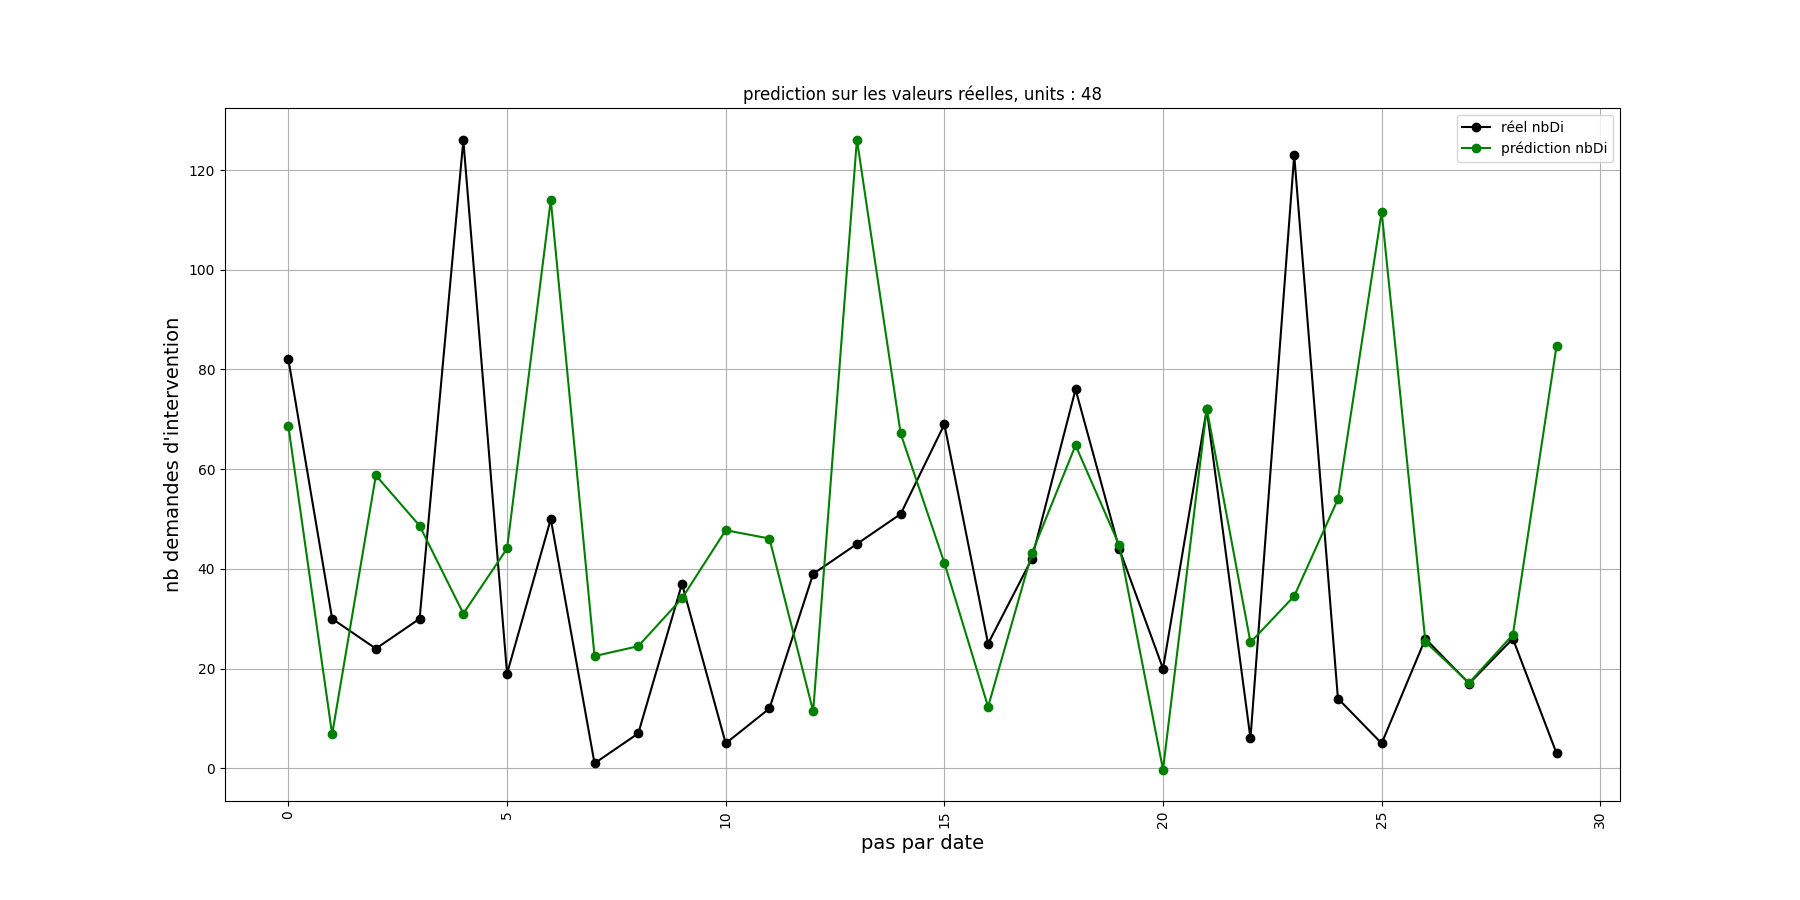 prediction sur les valeurs réelles, units : 48
réel nbDi
prédiction nbDi
120
100
80
60
40
20
0
nb demandes d'intervention
0
5
10
15
20
25
30
pas par date